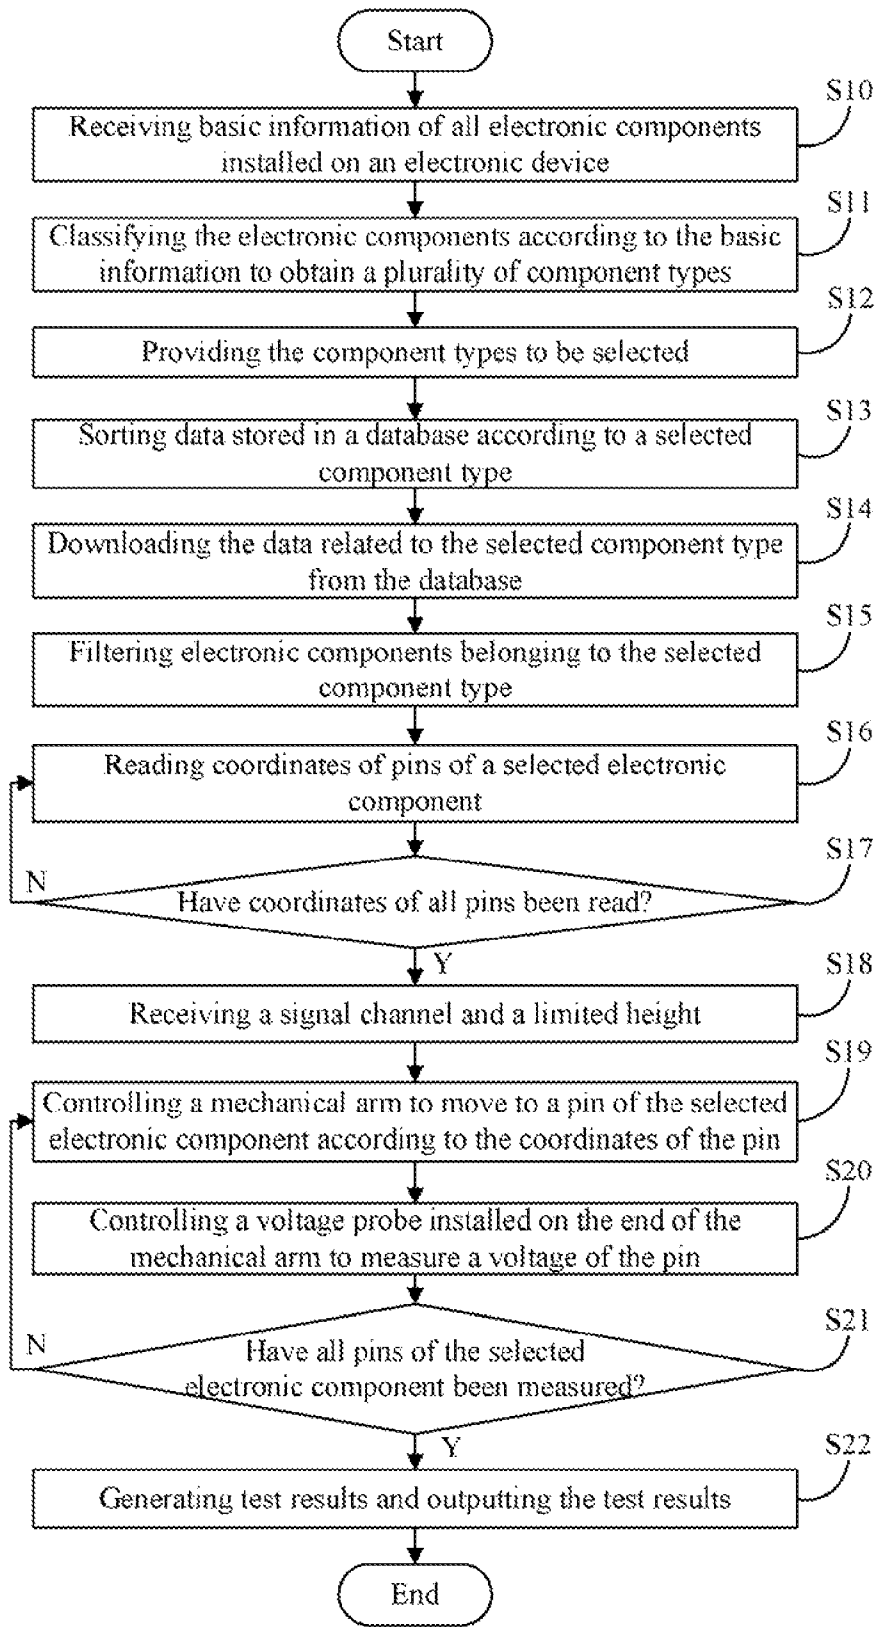 Start
S10
Receiving basic information of all electronic components
installed on an electronic device
S11
Classifying the electronic components according to the basic
information to obtain a plurality of component types
S12
Providing the component types to be selected
S13
Sorting data stored in a database according to a selected
component type
S14
Downloading the data related to the selected component type
from the database
S15
Filtering electronic components belonging to the selected
component type
S16
Reading coordinates of pins of a selected electronic
component
S17
N
Have coordinates of all pins been read?
Y
S18
Receiving a signal channel and a limited height
S19
Controlling a mechanical arm to move to a pin of the selected
electronic component according to the coordinates of the pin
S20
Controlling a voltage probe installed on the end of the
mechanical arm to measure a voltage of the pin
S21
N
Have all pins of the selected
electronic component been measured?
Y
S22
Generating test results and outputting the test results
End